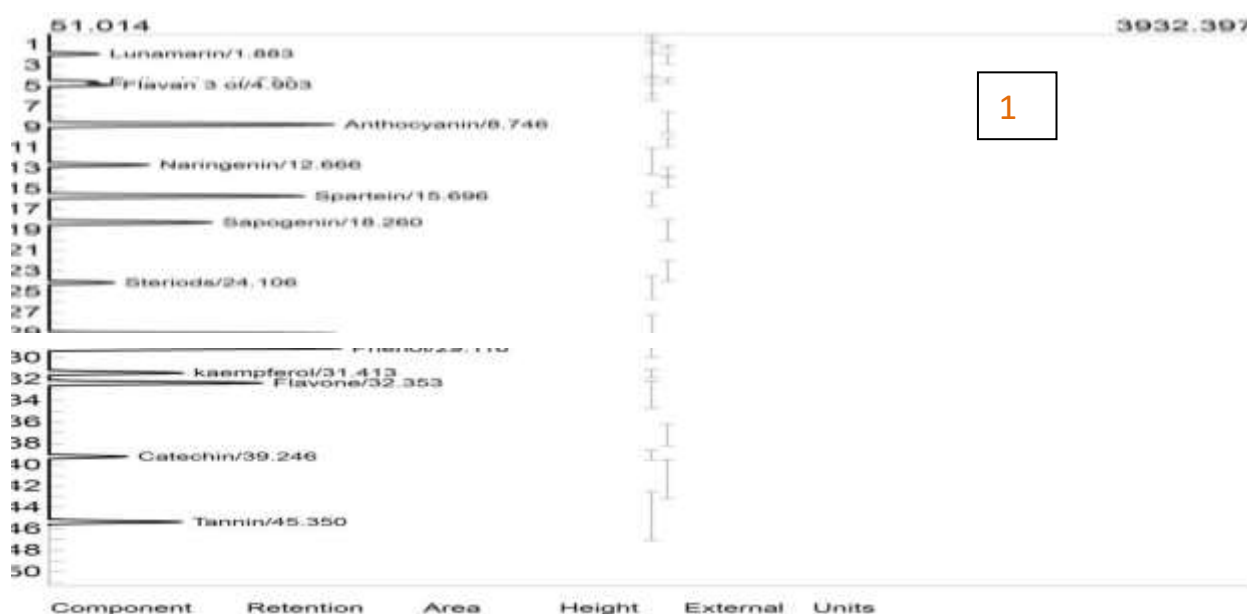 51.014 3932.397
1
Lunamarin/1.883
3
5 Flavan 3 ol/4.903
7
9 Anthocyanin/8.746
11
13 Naringenin/12.666
15 Spartein/15.696
17
19 Sapogenin/18.260
21
23
25 Steriods/24.106
27
29
30
32 kaempferol/31.413
Flavone/32.353
34
36
38
40 Catechin/39.246
42
44
46 Tannin/45.350
48
50
Component Retention Area Height External Units
1